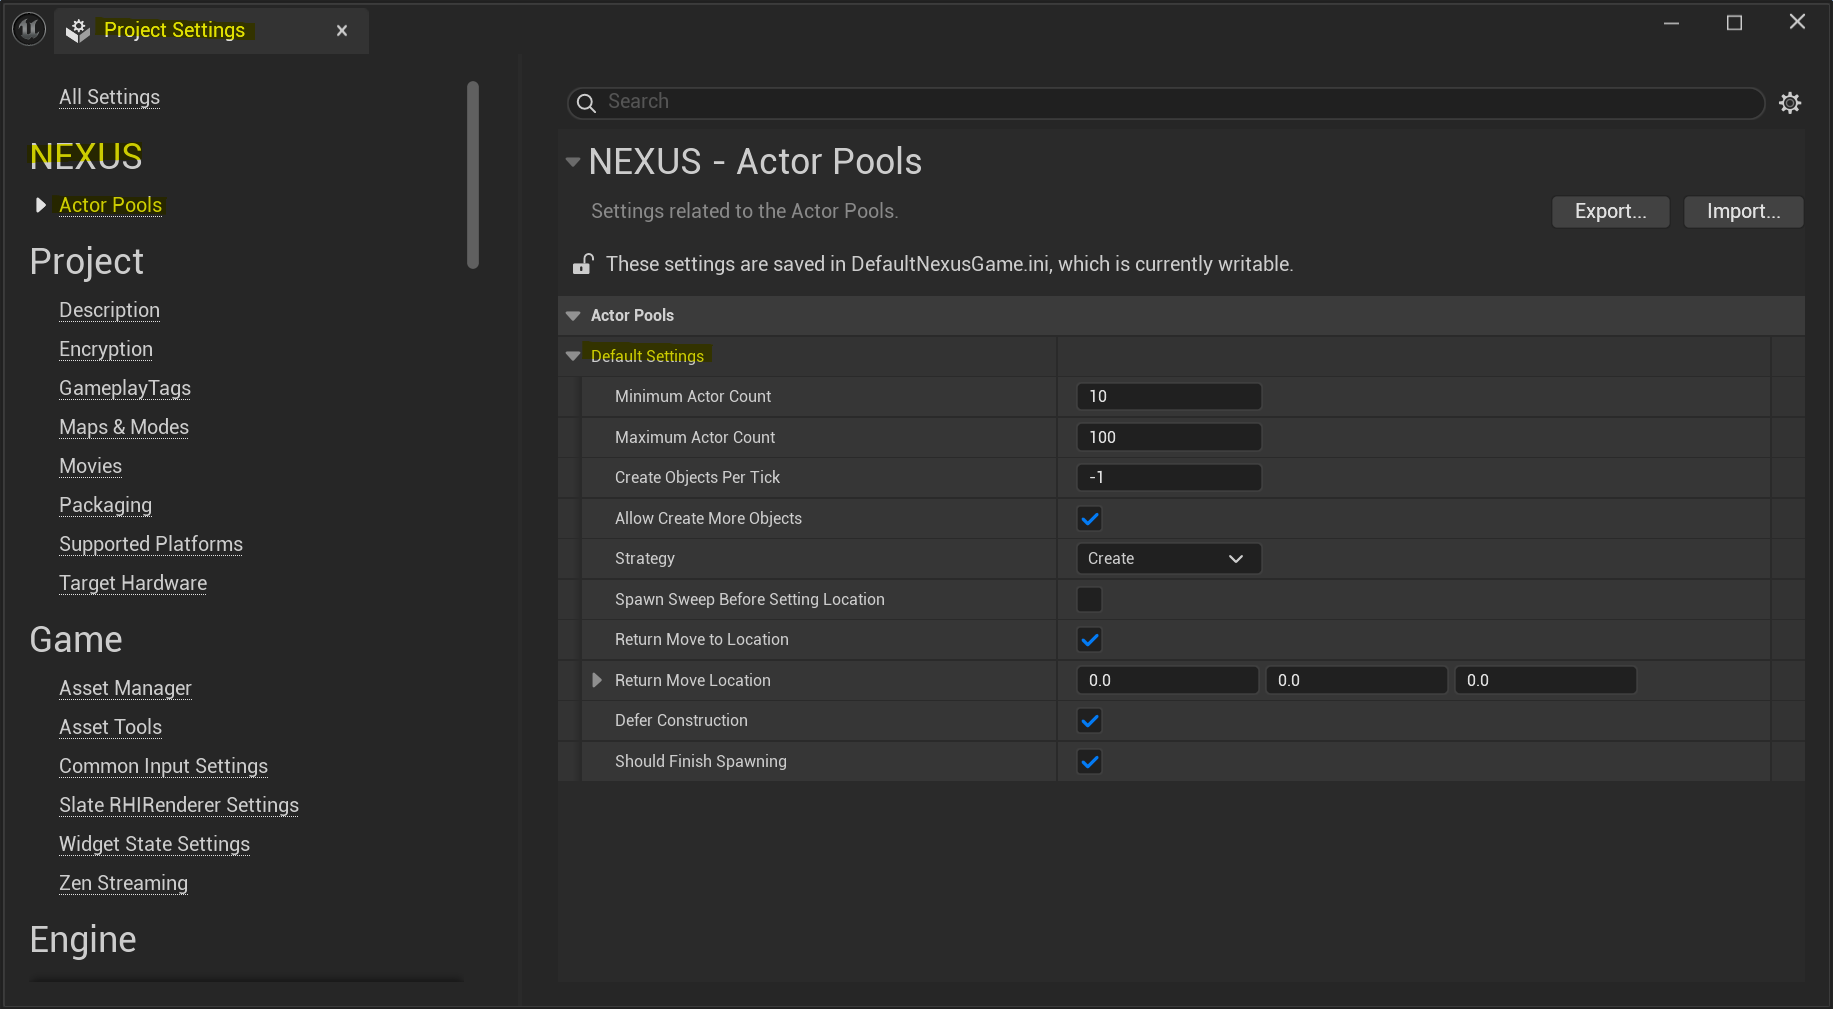 Project Settings
All Settings
NEXUS
Actor Pools
Project
Description
Encryption
GameplayTags
Maps & Modes
Movies
Packaging
Supported Platforms
Target Hardware
Game
Asset Manager
Asset Tools
Common Input Settings
Slate RHIRenderer Settings
Widget State Settings
Zen Streaming
Engine
Search
NEXUS - Actor Pools
Settings related to the Actor Pools.
Export... Import...
These settings are saved in DefaultNexusGame.ini, which is currently writable.
Actor Pools
Default Settings
Minimum Actor Count 10
Maximum Actor Count 100
Create Objects Per Tick -1
Allow Create More Objects
Strategy Create
Spawn Sweep Before Setting Location
Return Move to Location
Return Move Location 0.0 0.0 0.0
Defer Construction
Should Finish Spawning